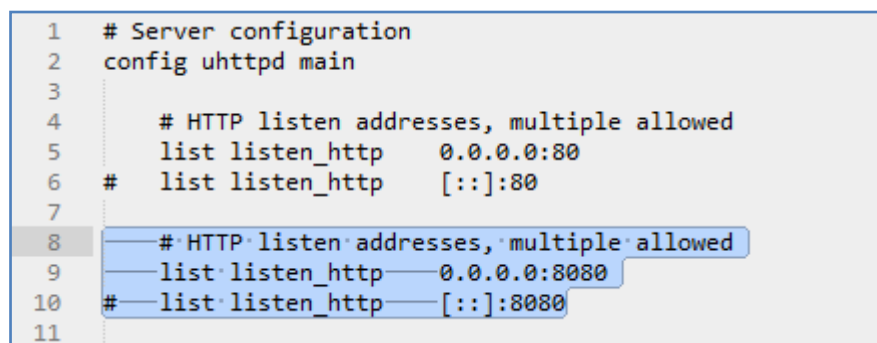 1 # Server configuration
2 config uhttpd main
3
4 # HTTP listen addresses, multiple allowed
5 list listen_http 0.0.0.0:80
6 # list listen_http [::]:80
7
8 # HTTP listen addresses, multiple allowed
9 list listen_http 0.0.0.0:8080
10 # list listen_http [::]:8080
11